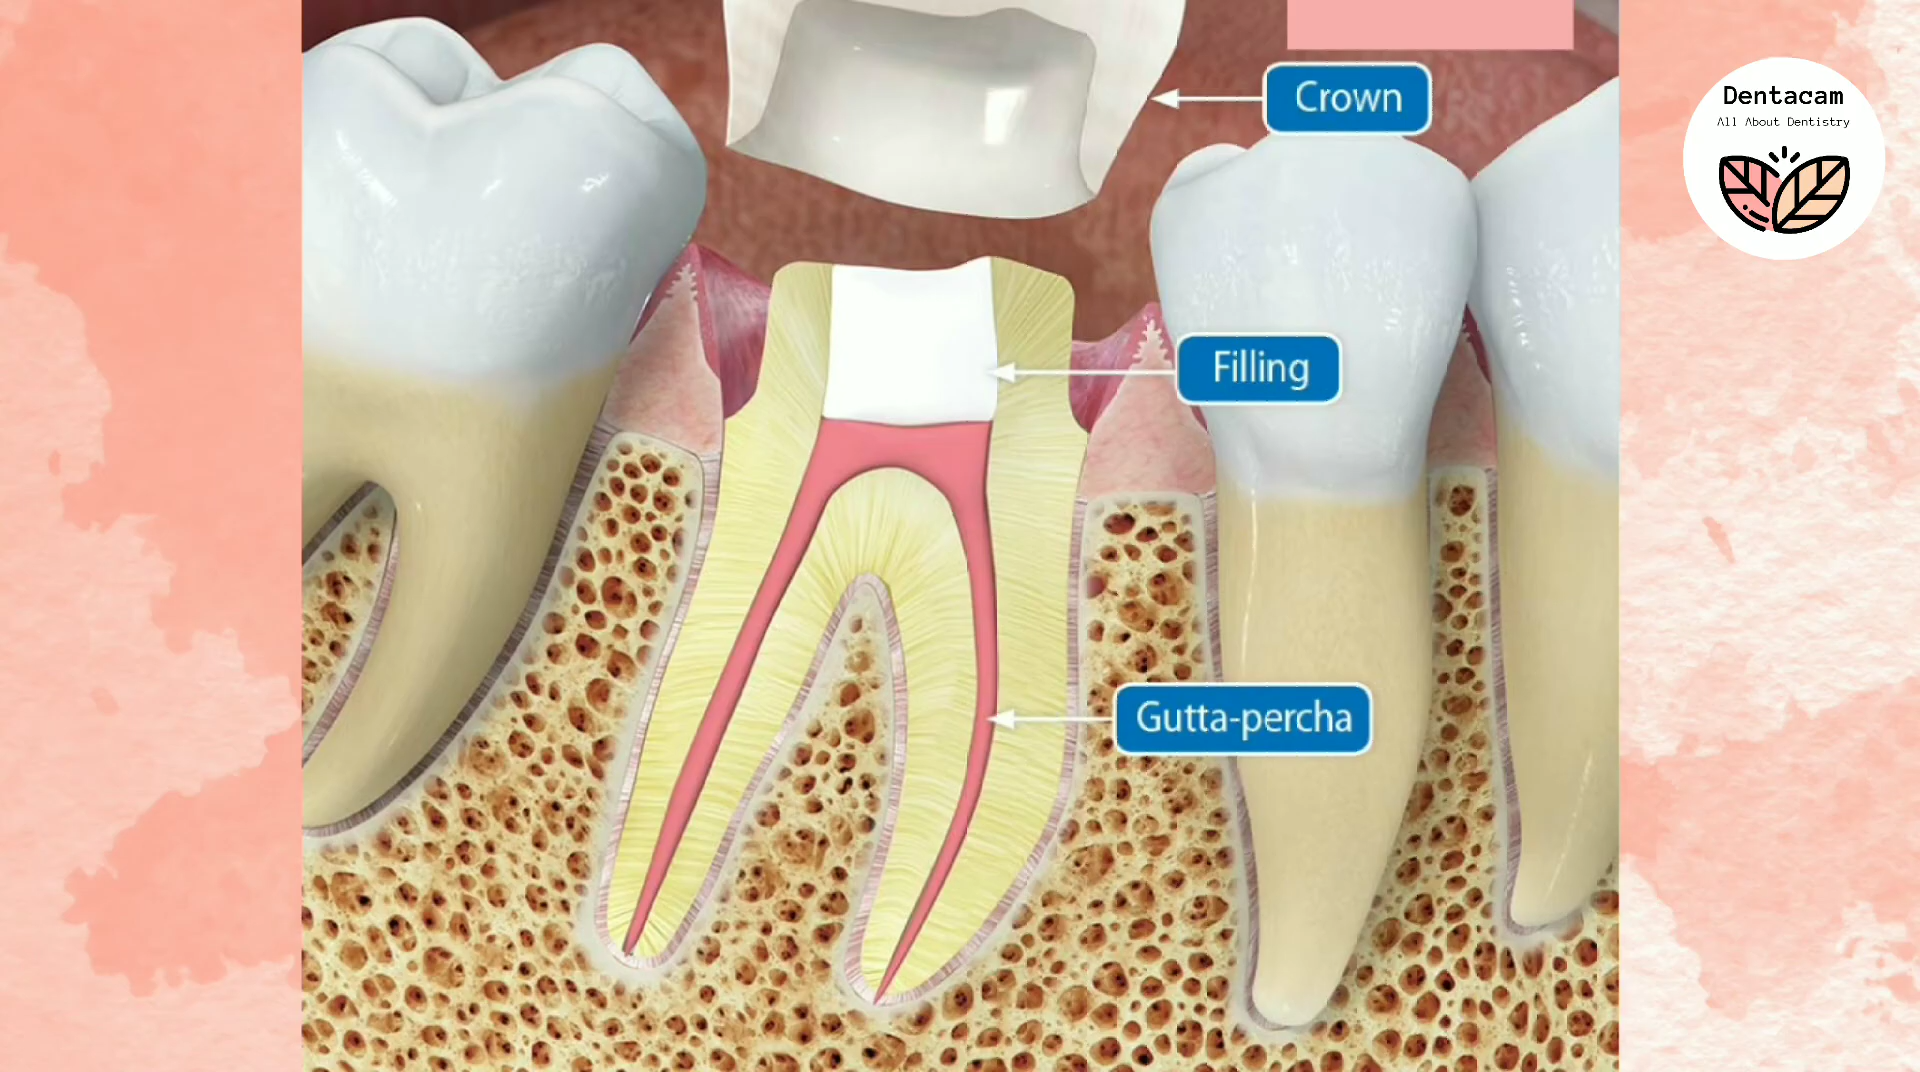 Crown
Dentacam
All About Dentistry
Filling
Gutta-percha